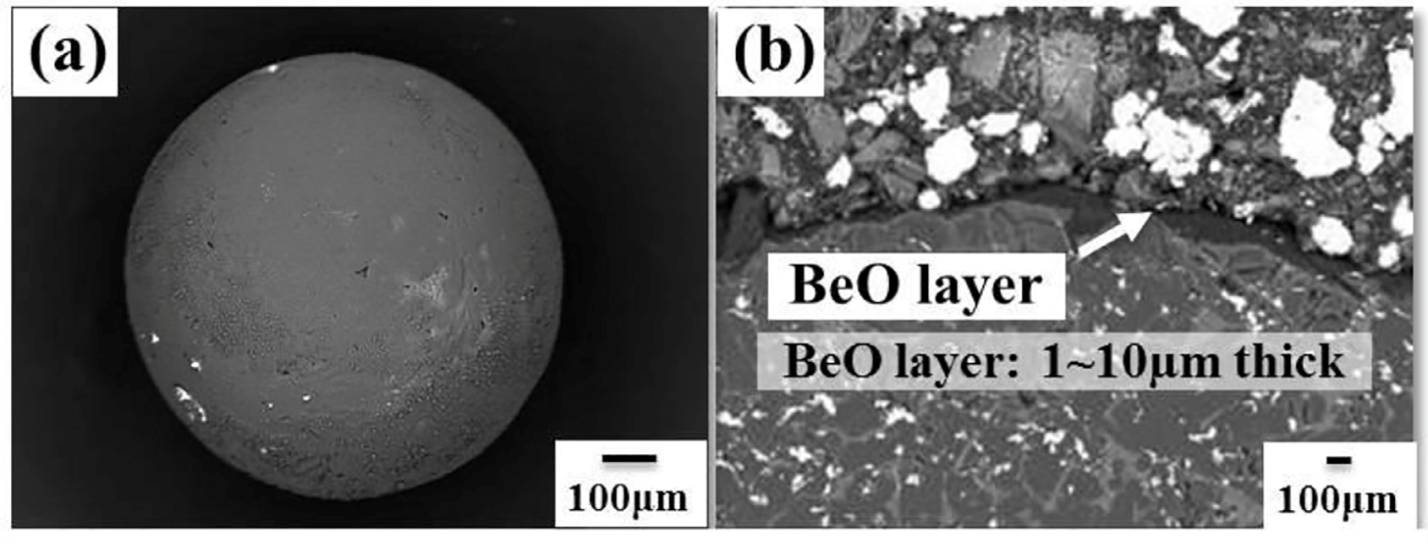 (a)
100μm
(b)
BeO layer
BeO layer: 1~10μm thick
100μm